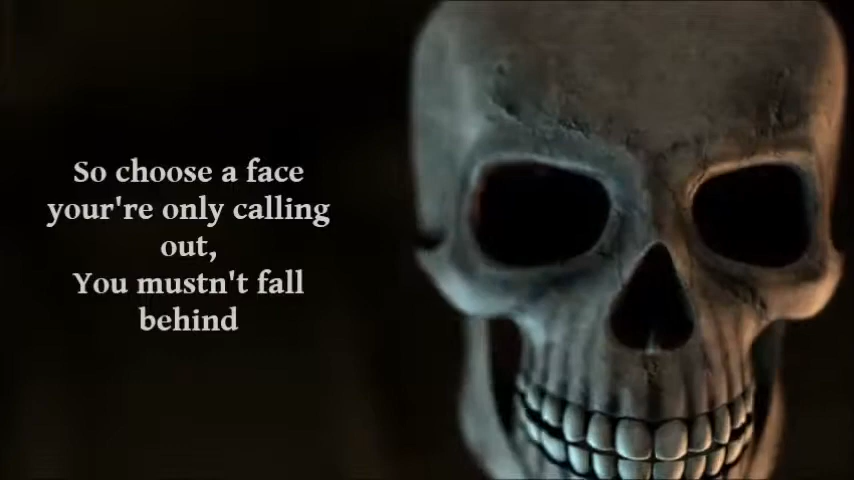 So choose a face
your're only calling
out,
You mustn't fall
behind